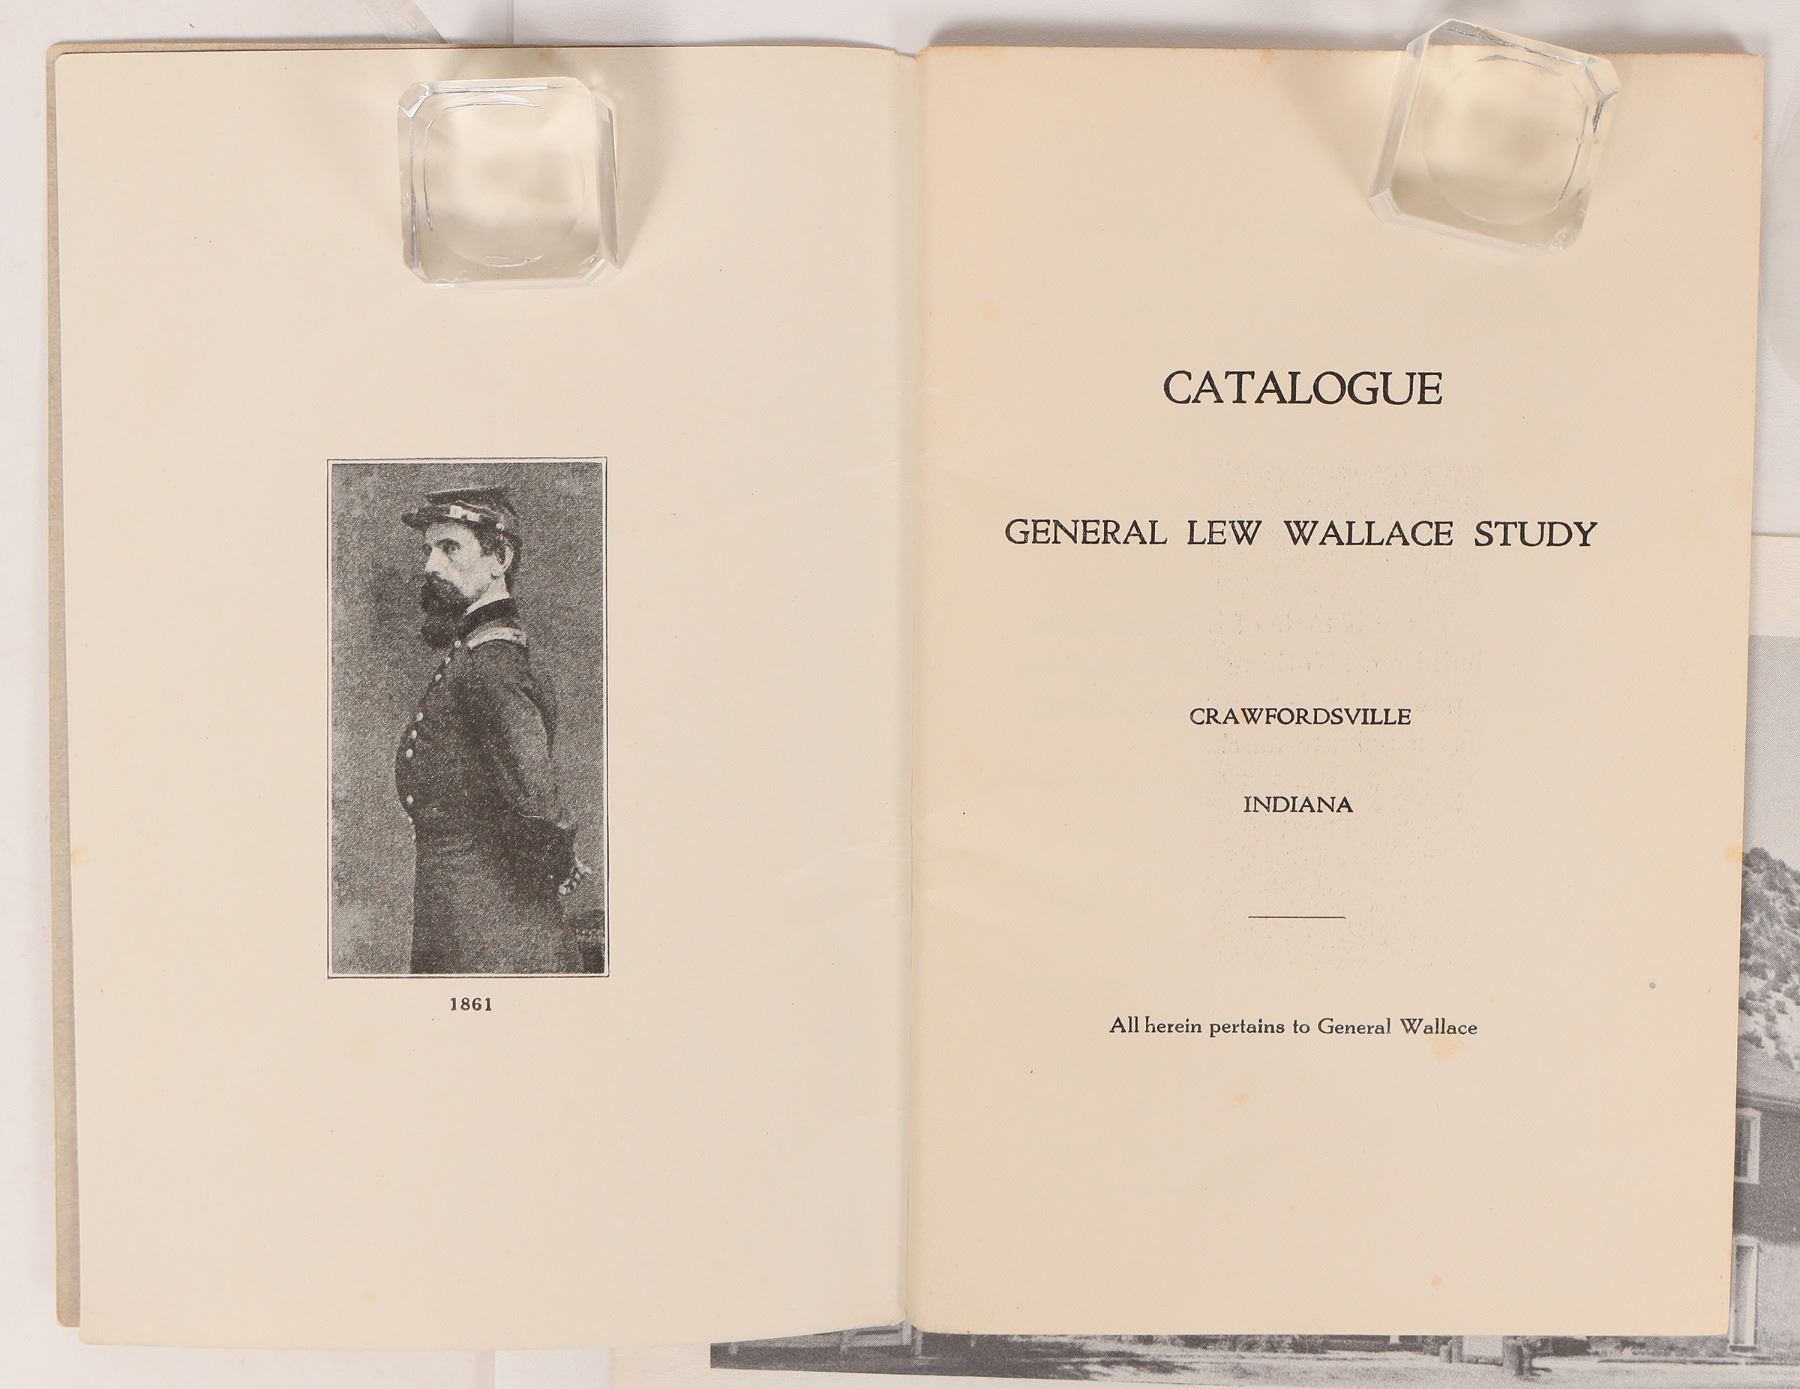 1861
CATALOGUE
GENERAL LEW WALLACE STUDY
CRAWFORDSVILLE
INDIANA
All herein pertains to General Wallace